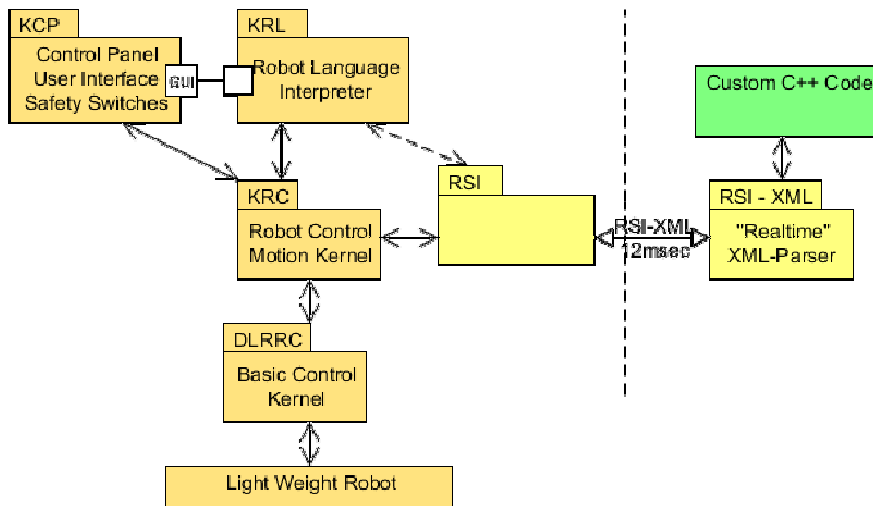 KCP
Control Panel
User Interface
Safety Switches
GUI
KRL
Robot Language
Interpreter
Custom C++ Code
KRC
Robot Control
Motion Kernel
RSI
RSI-XML
12msec
RSI - XML
"Realtime"
XML-Parser
DLRRC
Basic Control
Kernel
Light Weight Robot